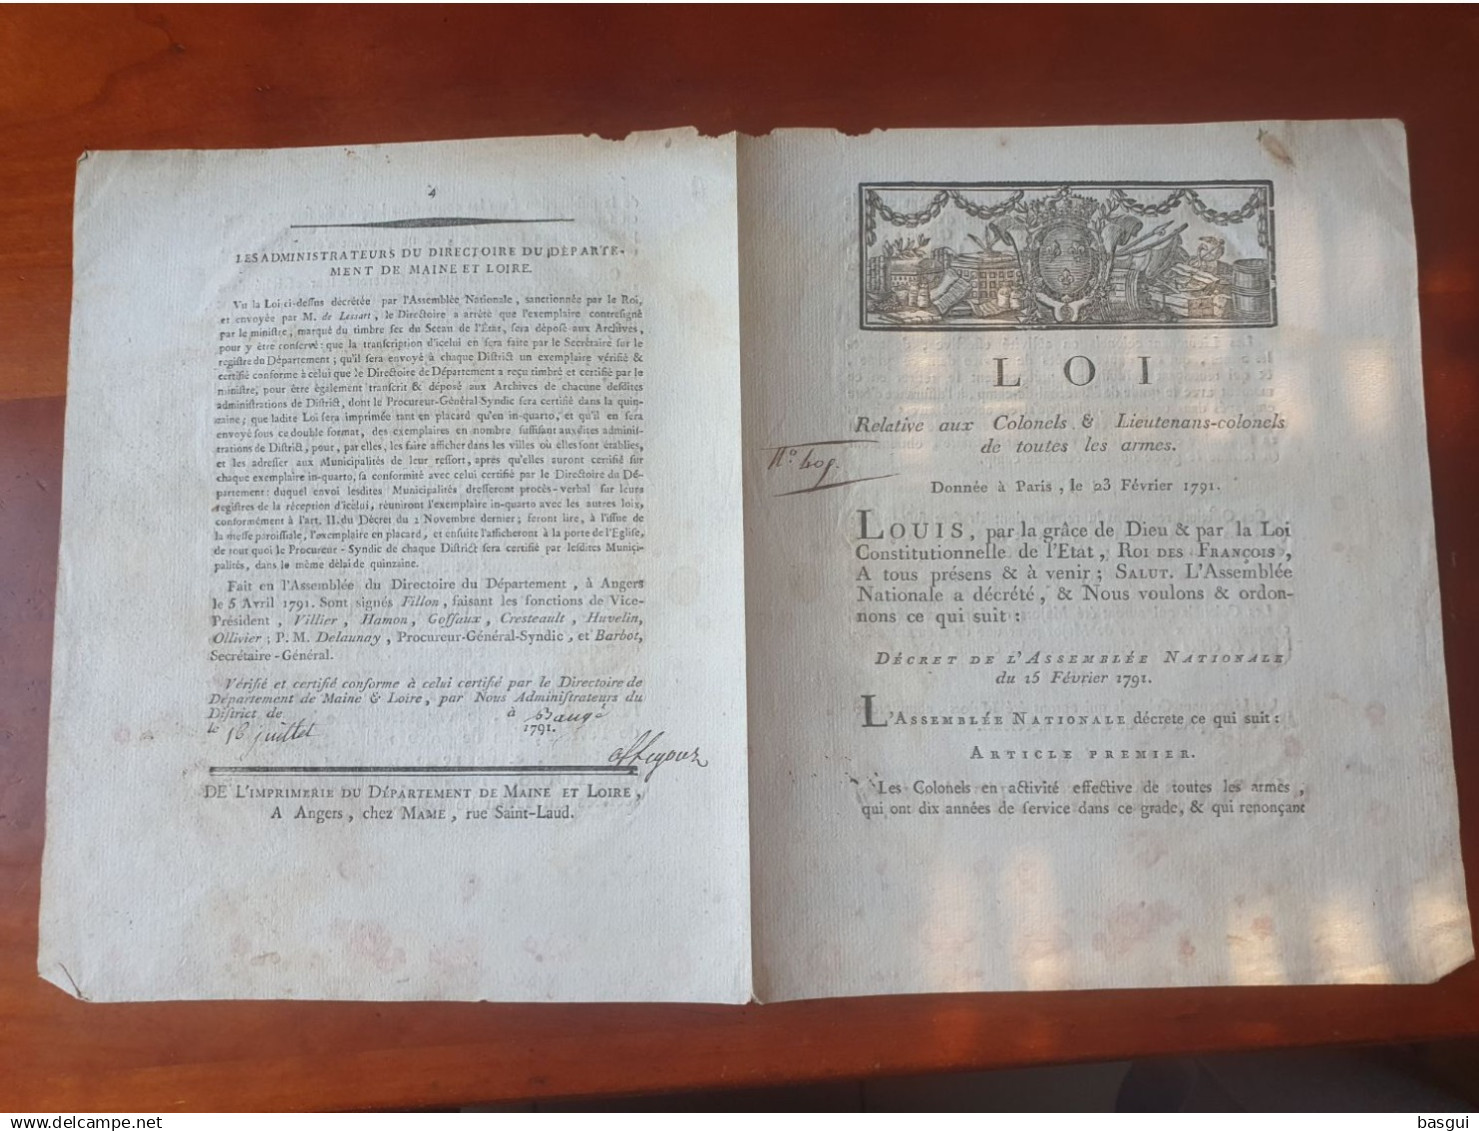 4
LES ADMINISTRATEURS DU DIRECTOIRE DU DÉPARTE-
MENT DE MAINE ET LOIRE.
Vu la Loi ci-dessus décrétée par l'Assemblée Nationale, sanctionnée par le Roi,
et envoyée par M. de Lessart, le Directoire a arrêté que l'exemplaire contresigné
par le ministre, marqué du timbre sec du Sceau de l'État, sera déposé aux Archives,
pour y être conservé: que la transcription d'icelui en sera faite par le Secrétaire sur le
registre du Département; qu'il sera envoyé à chaque District un exemplaire vérifié &
certifié conforme à celui que le Directoire de Département a reçu timbré et certifié par le
ministre, pour être également transcrit & déposé aux Archives de chacune desdites
administrations de District, dont le Procureur-Général-Syndic sera certifié dans la quin-
zaine; que ladite Loi sera imprimée tant en placard qu'en in-quarto, et qu'il en sera
envoyé sous ce double format, des exemplaires en nombre suffisant auxdites adminis-
trations de District, pour, par elles, les faire afficher dans les villes où elles sont établies,
et les adresser aux Municipalités de leur ressort, après qu'elles auront certifié sur
chaque exemplaire in-quarto, sa conformité avec celui certifié par le Directoire du Dé-
partement: duquel envoi lesdites Municipalités dresseront procès-verbal sur leurs
registres de la réception d'icelui, réuniront l'exemplaire in-quarto avec les autres loix,
conformément à l'art. II. du Décret du 2 Novembre dernier; feront lire, à l'issue de
la messe paroissiale, l'exemplaire en placard, et ensuite l'afficheront à la porte de l'Eglise,
de tout quoi le Procureur-Syndic de chaque District sera certifié par lesdites Munici-
palités, dans le même délai de quinzaine.
Fait en l'Assemblée du Directoire du Département, à Angers
le 5 Avril 1791. Sont signés Fillon, faisant les fonctions de Vice-
Président, Villier, Hamon, Gossaux, Cresteault, Huvelin,
Ollivier; P. M. Delaunay, Procureur-Général-Syndic, et Barbot,
Secrétaire-Général.
Vérifié et certifié conforme à celui certifié par le Directoire de
Département de Maine & Loire, par Nous Administrateurs du
District de à Baugé
le 16 juillet 1791.
DE L'IMPRIMERIE DU DÉPARTEMENT DE MAINE ET LOIRE,
A Angers, chez MAME, rue Saint-Laud.
LOI
Relative aux Colonels & Lieutenans-colonels
de toutes les armes.
N° 409.
Donnée à Paris, le 23 Février 1791.
LOUIS, par la grâce de Dieu & par la Loi
Constitutionnelle de l'Etat, ROI DES FRANÇOIS,
A tous présens & à venir; SALUT. L'Assemblée
Nationale a décrété, & Nous voulons & ordon-
nons ce qui suit:
DÉCRET DE L'ASSEMBLÉE NATIONALE
du 15 Février 1791.
L'ASSEMBLÉE NATIONALE décrete ce qui suit:
ARTICLE PREMIER.
Les Colonels en activité effective de toutes les armes,
qui ont dix années de service dans ce grade, & qui renonçant
basgui